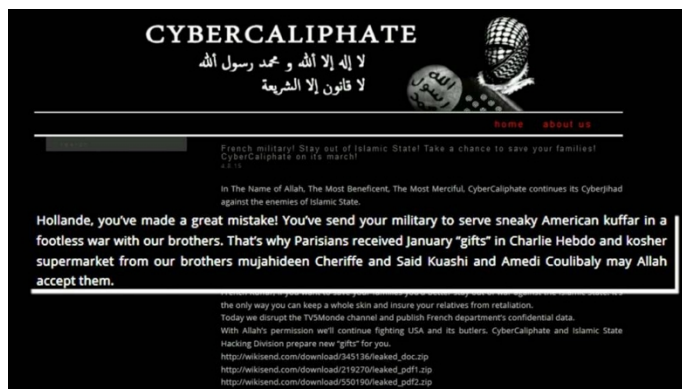 CYBERCALIPHATE
لا إله إلا ألله و محمد رسول ألله
لا قانون إلا الشريعة
home about us
French military! Stay out of Islamic State! Take a chance to save your families!
CyberCaliphate on its march!
In The Name of Allah, The Most Beneficent, The Most Merciful, CyberCaliphate continues its CyberJihad
against the enemies of Islamic State.
Hollande, you've made a great mistake! You've send your military to serve sneaky American kuffar in a
footless war with our brothers. That's why Parisians received January "gifts" in Charlie Hebdo and kosher
supermarket from our brothers mujahideen Cheriffe and Said Kuashi and Amedi Coulibaly may Allah
accept them.
the only way you can keep a whole skin and insure your relatives from retaliation.
Today we disrupt the TV5Monde channel and publish French department's confidential data.
With Allah's permission we'll continue fighting USA and its butlers. CyberCaliphate and Islamic State
Hacking Division prepare new "gifts" for you.
http://wikisend.com/download/345136/leaked_doc.zip
http://wikisend.com/download/219270/leaked_pdf1.zip
http://wikisend.com/download/550190/leaked_pdf2.zip